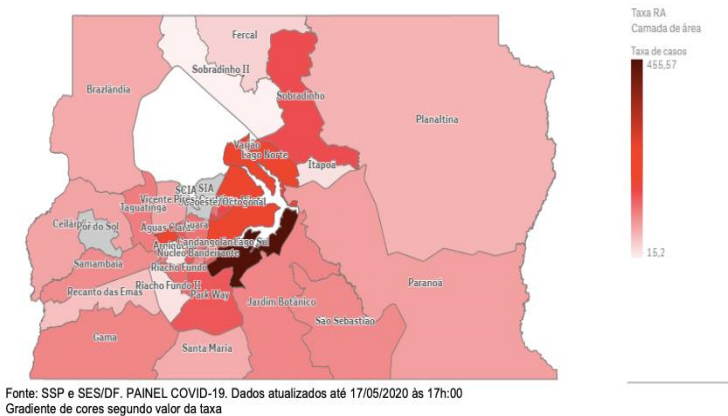 Taxa RA
Camada de área
Taxa de casos
455,57
15,2
Fercal
Sobradinho II
Brazlândia
Sobradinho
Planaltina
Varjão
Lago Norte
Itapoã
SCIA
SIA
Vicente Pires
Taguatinga
Octogonal
Ceilândia
Sol
Guará
Candangolândia
Lago Sul
Núcleo Bandeirante
Samambaia
Riacho Fundo
Recanto das Emas
Riacho Fundo II
Park Way
Jardim Botânico
Paranoá
São Sebastião
Gama
Santa Maria
Fonte: SSP e SES/DF. PAINEL COVID-19. Dados atualizados até 17/05/2020 às 17h:00
Gradiente de cores segundo valor da taxa